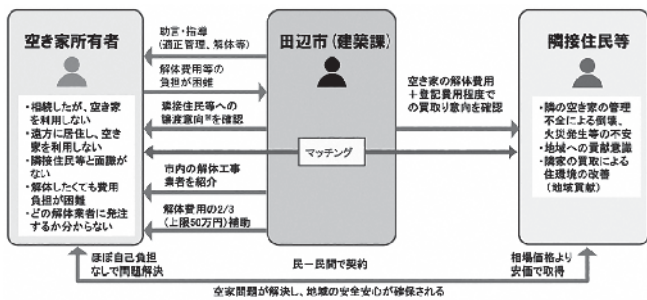 空き家所有者
・相続したが、空き家
を利用しない
・遠方に居住し、空き
家を利用しない
・隣接住民等と面識が
ない
・解体したくても費用
負担が困難
・どの解体業者に発注
するか分からない
助言・指導
(適正管理、解体等)
解体費用等の
負担が困難
隣接住民等への
譲渡意向※を確認
市内の解体工事
業者を紹介
解体費用の2/3
(上限50万円)補助
田辺市(建築課)
マッチング
空き家の解体費用
+登記費用程度で
の買取り意向を確認
隣接住民等
・隣の空き家の管理
不全による倒壊、
火災発生等の不安
・地域への貢献意識
・隣家の買取による
住環境の改善
(地域貢献)
ほぼ自己負担
なしで問題解決
民ー民間で契約
相場価格より
安価で取得
空家問題が解決し、地域の安全安心が確保される